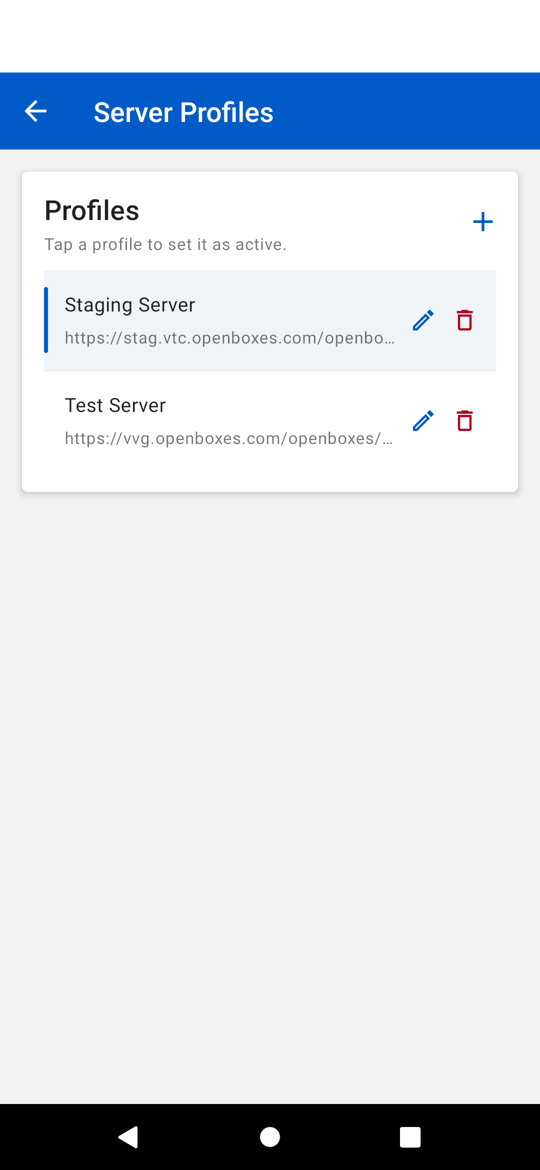 Server Profiles
Profiles
Tap a profile to set it as active.
Staging Server
https://stag.vtc.openboxes.com/openbo…
Test Server
https://vvg.openboxes.com/openboxes/…